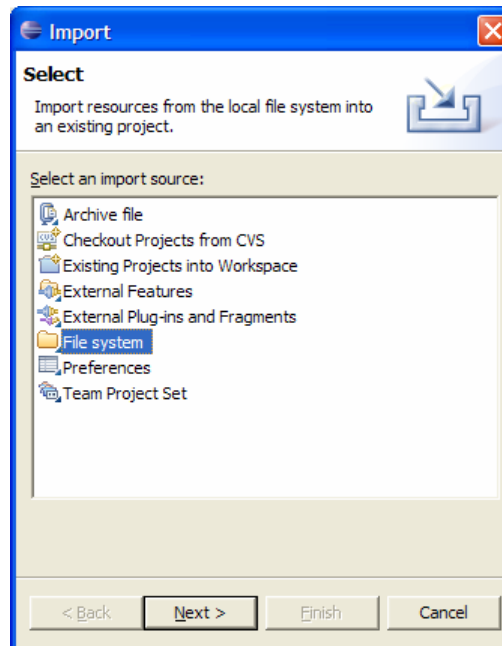 Import
Select
Import resources from the local file system into
an existing project.
Select an import source:
Archive file
Checkout Projects from CVS
Existing Projects into Workspace
External Features
External Plug-ins and Fragments
File system
Preferences
Team Project Set
< Back
Next >
Finish
Cancel